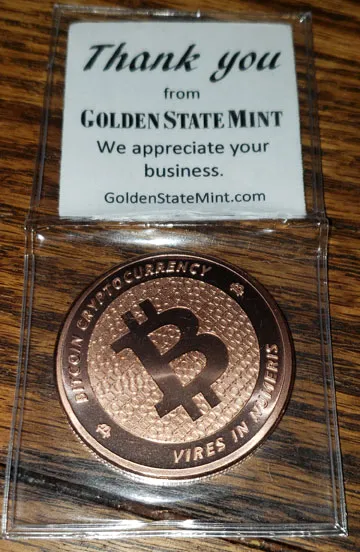 Thank you
from
GOLDEN STATE MINT
We appreciate your
business.
GoldenStateMint.com
BITCOIN CRYPTOCURRENCY
VIRES IN NUMERIS